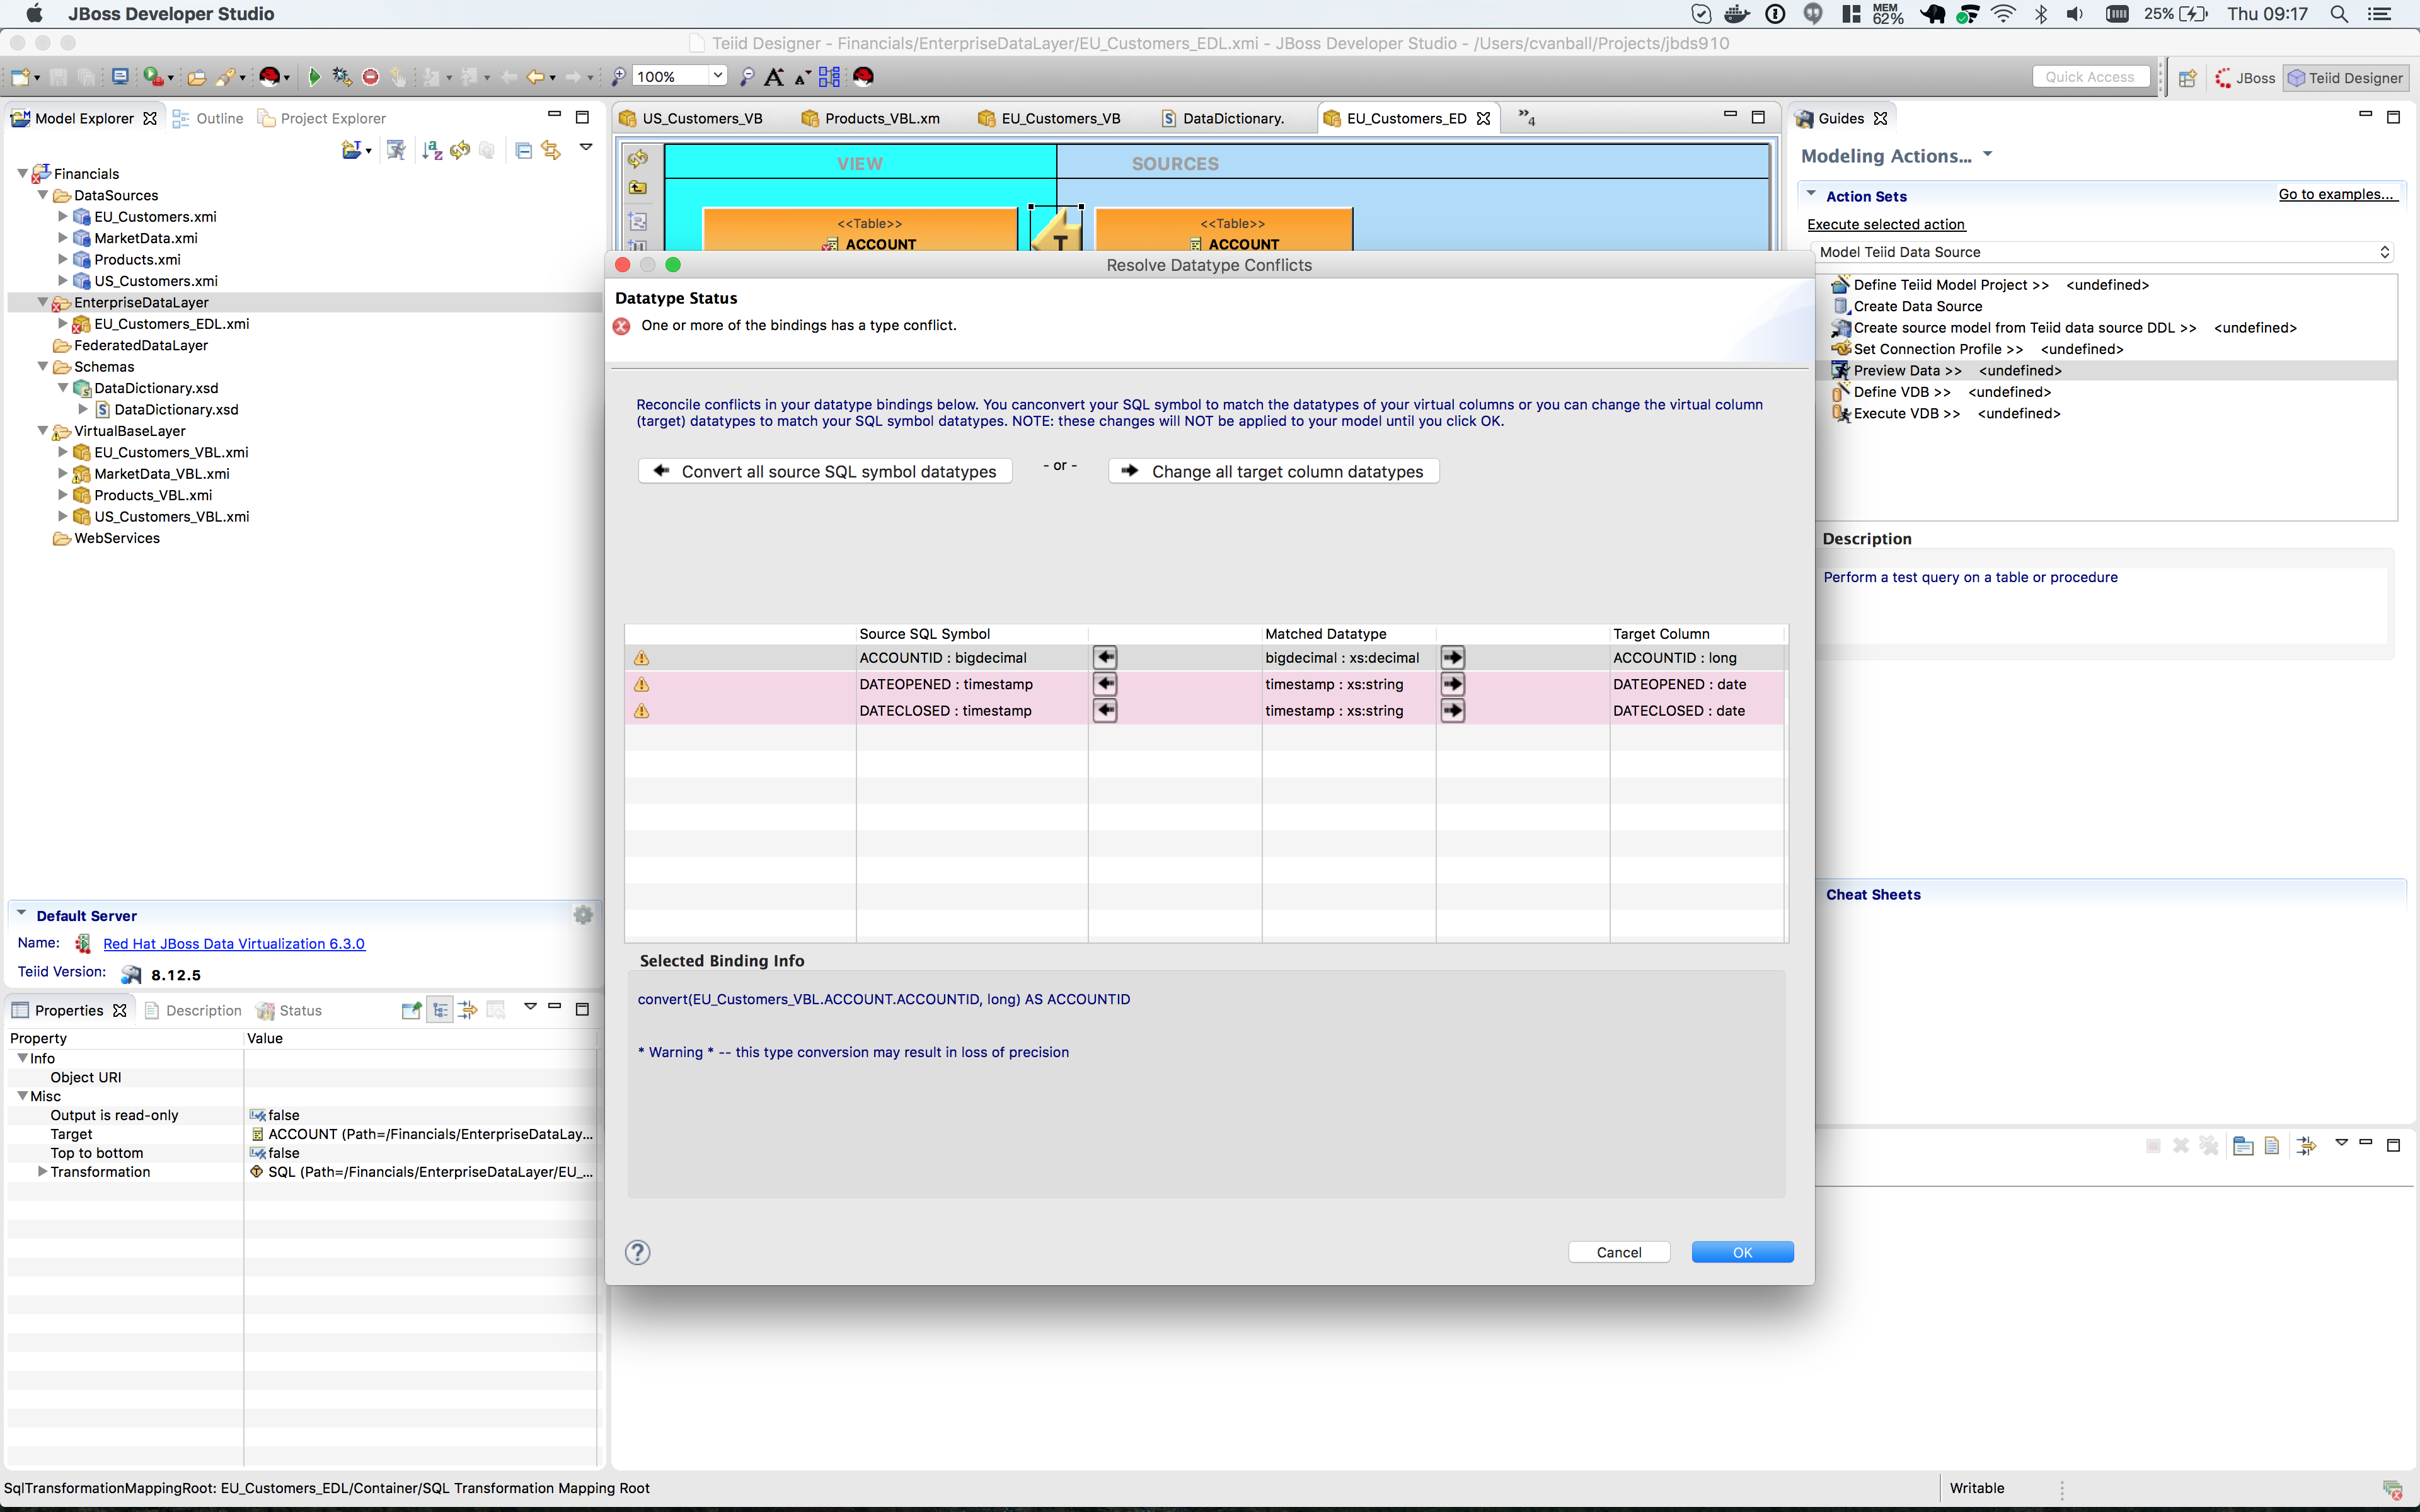 JBoss Developer Studio
MEM 62%
25%
Thu 09:17
Teiid Designer - Financials/EnterpriseDataLayer/EU_Customers_EDL.xmi - JBoss Developer Studio - /Users/cvanball/Projects/jbds910
100%
Quick Access
JBoss
Teiid Designer
Model Explorer
Outline
Project Explorer
Financials
DataSources
EU_Customers.xmi
MarketData.xmi
Products.xmi
US_Customers.xmi
EnterpriseDataLayer
EU_Customers_EDL.xmi
FederatedDataLayer
Schemas
DataDictionary.xsd
DataDictionary.xsd
VirtualBaseLayer
EU_Customers_VBL.xmi
MarketData_VBL.xmi
Products_VBL.xmi
US_Customers_VBL.xmi
WebServices
Default Server
Name: Red Hat JBoss Data Virtualization 6.3.0
Teiid Version: 8.12.5
Properties
Description
Status
Property Value
Info
Object URI
Misc
Output is read-only false
Target ACCOUNT (Path=/Financials/EnterpriseDataLay...
Top to bottom false
Transformation SQL (Path=/Financials/EnterpriseDataLayer/EU_...
US_Customers_VB
Products_VBL.xm
EU_Customers_VB
DataDictionary.
EU_Customers_ED
»4
VIEW
SOURCES
<<Table>>
ACCOUNT
T
<<Table>>
ACCOUNT
Resolve Datatype Conflicts
Datatype Status
One or more of the bindings has a type conflict.
Reconcile conflicts in your datatype bindings below. You canconvert your SQL symbol to match the datatypes of your virtual columns or you can change the virtual column
(target) datatypes to match your SQL symbol datatypes. NOTE: these changes will NOT be applied to your model until you click OK.
Convert all source SQL symbol datatypes
- or -
Change all target column datatypes
Source SQL Symbol Matched Datatype Target Column
ACCOUNTID : bigdecimal bigdecimal : xs:decimal ACCOUNTID : long
DATEOPENED : timestamp timestamp : xs:string DATEOPENED : date
DATECLOSED : timestamp timestamp : xs:string DATECLOSED : date
Selected Binding Info
convert(EU_Customers_VBL.ACCOUNT.ACCOUNTID, long) AS ACCOUNTID
* Warning * -- this type conversion may result in loss of precision
?
Cancel
OK
Guides
Modeling Actions...
Action Sets
Go to examples...
Execute selected action
Model Teiid Data Source
Define Teiid Model Project >> <undefined>
Create Data Source
Create source model from Teiid data source DDL >> <undefined>
Set Connection Profile >> <undefined>
Preview Data >> <undefined>
Define VDB >> <undefined>
Execute VDB >> <undefined>
Description
Perform a test query on a table or procedure
Cheat Sheets
SqlTransformationMappingRoot: EU_Customers_EDL/Container/SQL Transformation Mapping Root
Writable